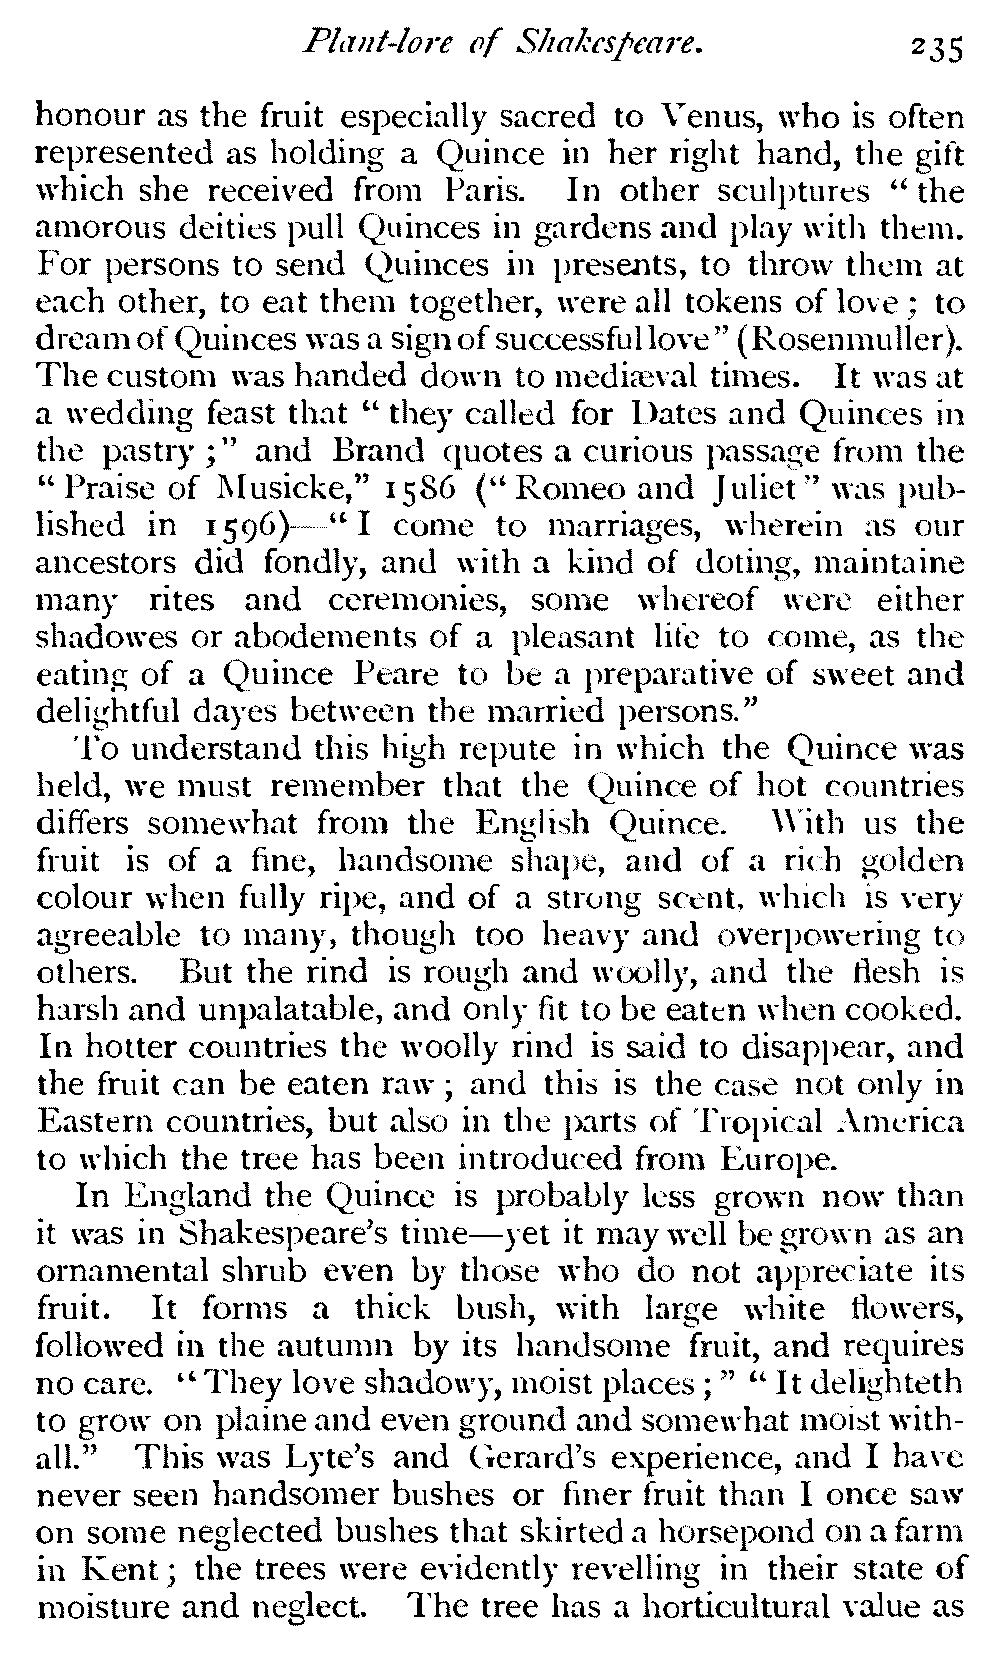 Plant-lore of Shakespeare. 235
honour as the fruit especially sacred to Venus, who is often
represented as holding a Quince in her right hand, the gift
which she received from Paris. In other sculptures “the
amorous deities pull Quinces in gardens and play with them.
For persons to send Quinces in presents, to throw them at
each other, to eat them together, were all tokens of love; to
dream of Quinces was a sign of successful love” (Rosenmuller).
The custom was handed down to mediæval times. It was at
a wedding feast that “they called for Dates and Quinces in
the pastry;” and Brand quotes a curious passage from the
“Praise of Musicke,” 1586 (“Romeo and Juliet” was pub-
lished in 1596)—“I come to marriages, wherein as our
ancestors did fondly, and with a kind of doting, maintaine
many rites and ceremonies, some whereof were either
shadowes or abodements of a pleasant life to come, as the
eating of a Quince Peare to be a preparative of sweet and
delightful dayes between the married persons.”
To understand this high repute in which the Quince was
held, we must remember that the Quince of hot countries
differs somewhat from the English Quince. With us the
fruit is of a fine, handsome shape, and of a rich golden
colour when fully ripe, and of a strong scent, which is very
agreeable to many, though too heavy and overpowering to
others. But the rind is rough and woolly, and the flesh is
harsh and unpalatable, and only fit to be eaten when cooked.
In hotter countries the woolly rind is said to disappear, and
the fruit can be eaten raw; and this is the case not only in
Eastern countries, but also in the parts of Tropical America
to which the tree has been introduced from Europe.
In England the Quince is probably less grown now than
it was in Shakespeare’s time—yet it may well be grown as an
ornamental shrub even by those who do not appreciate its
fruit. It forms a thick bush, with large white flowers,
followed in the autumn by its handsome fruit, and requires
no care. “They love shadowy, moist places;” “It delighteth
to grow on plaine and even ground and somewhat moist with-
all.” This was Lyte’s and Gerard’s experience, and I have
never seen handsomer bushes or finer fruit than I once saw
on some neglected bushes that skirted a horsepond on a farm
in Kent; the trees were evidently revelling in their state of
moisture and neglect. The tree has a horticultural value as